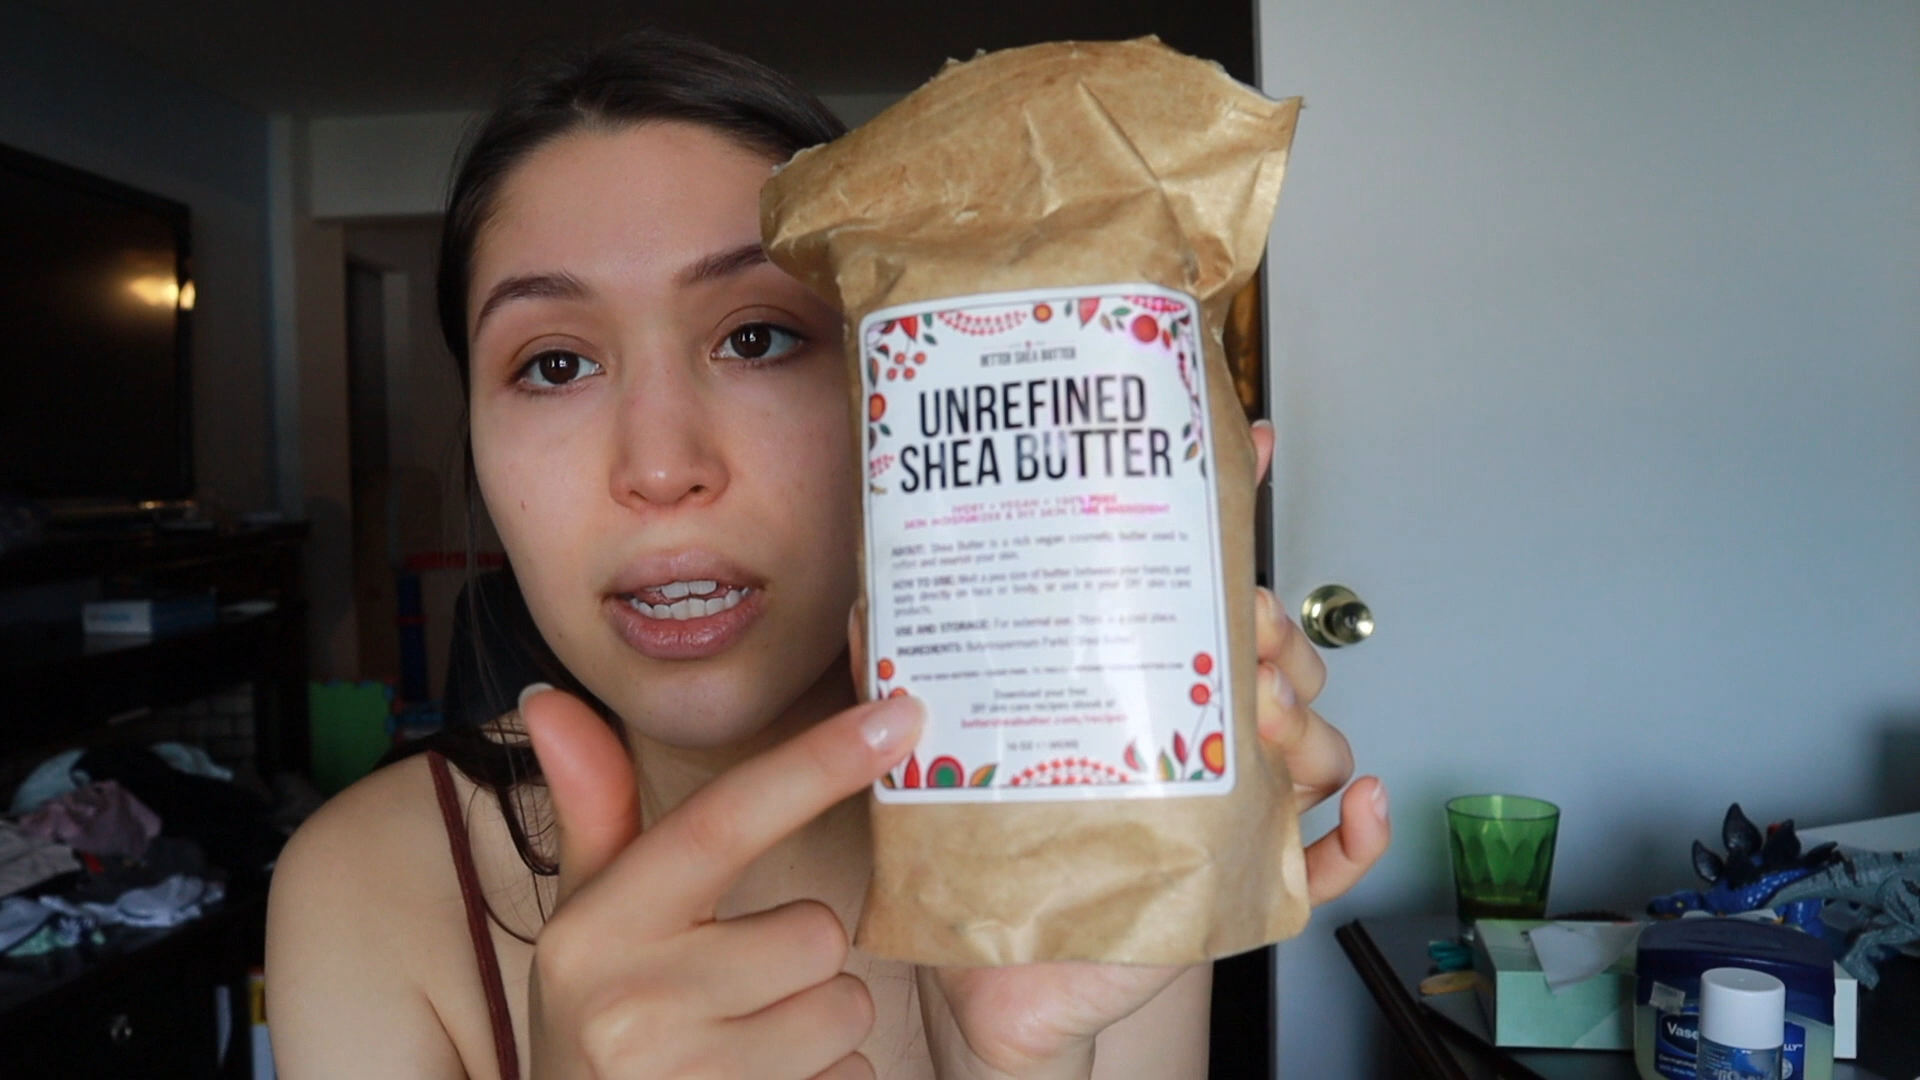 BETTER SHEA BUTTER
UNREFINED
SHEA BUTTER
IVORY • VEGAN • 100% PURE
SKIN MOISTURIZER & DIY SKIN CARE INGREDIENT
ABOUT: Shea Butter is a rich vegan cosmetic butter used to
soften and nourish your skin.
HOW TO USE: Melt a pea size of butter between your hands and
apply directly on face or body, or use in your DIY skin care
products.
USE AND STORAGE: For external use. Store in a cool place.
INGREDIENTS: Butyrospermum Parkii (Shea Butter)
Download your free
DIY skin care recipes ebook at
bettersheabutter.com/recipes
16 OZ
Vase
LLY™